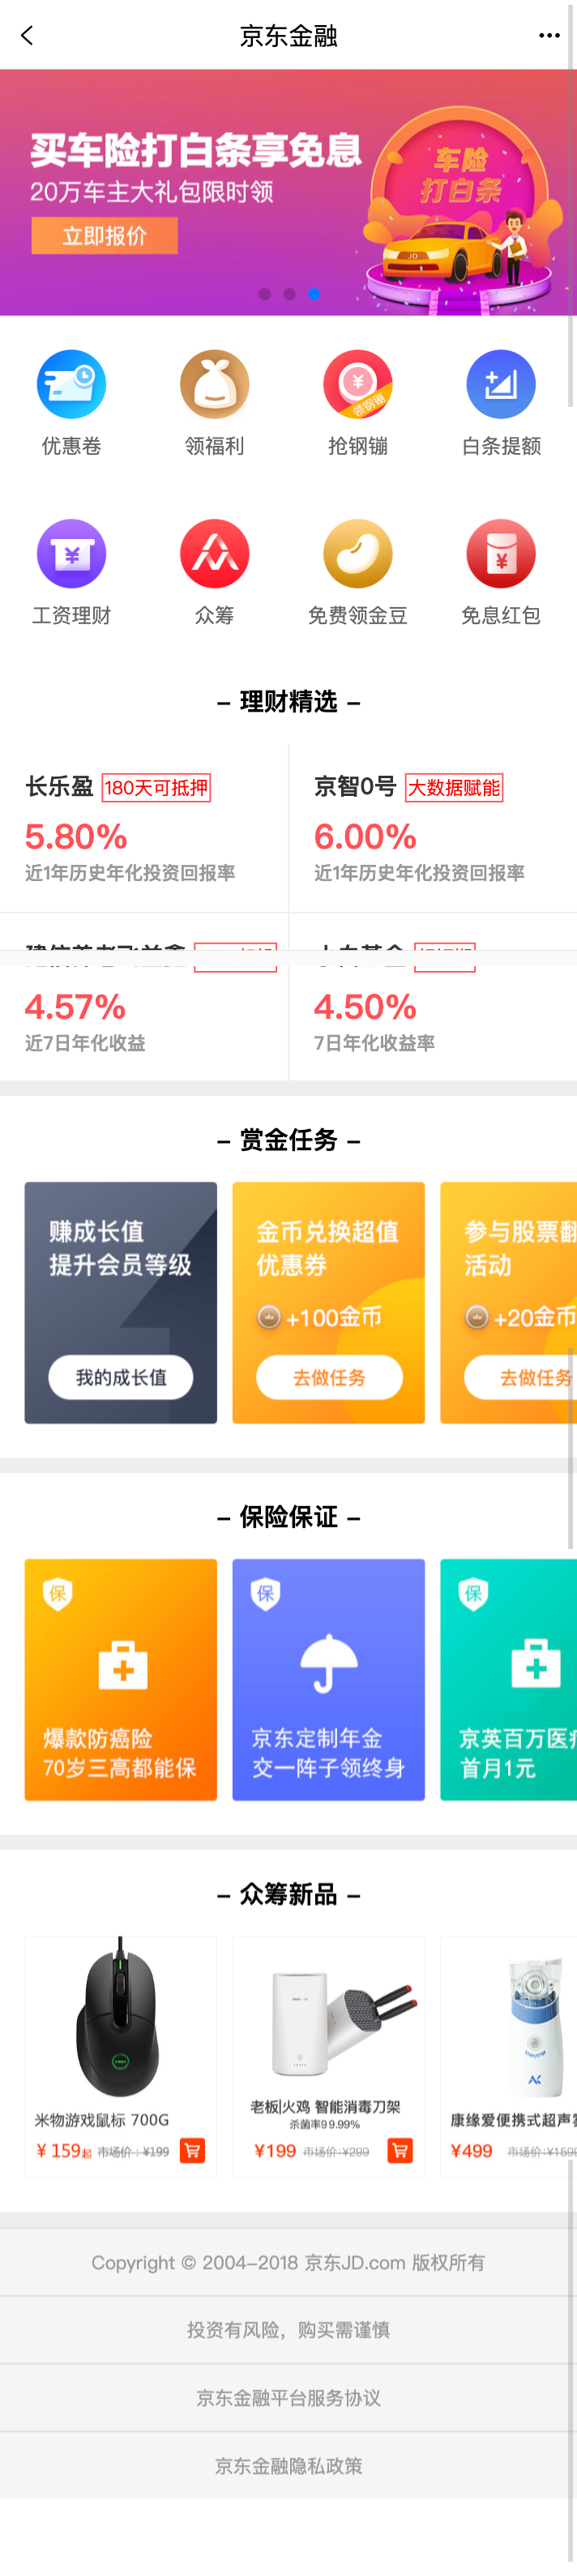 京东金融
买车险打白条享免息
20万车主大礼包限时领
立即报价
车险
打白条
JD
领钢镚
优惠卷
领福利
抢钢镚
白条提额
工资理财
众筹
免费领金豆
免息红包
– 理财精选 –
长乐盈 180天可抵押
京智0号 大数据赋能
5.80%
6.00%
近1年历史年化投资回报率
近1年历史年化投资回报率
4.57%
4.50%
近7日年化收益
7日年化收益率
– 赏金任务 –
赚成长值
提升会员等级
我的成长值
金币兑换超值
优惠券
+100金币
去做任务
参与股票翻
活动
+20金币
去做任务
– 保险保证 –
保
爆款防癌险
70岁三高都能保
保
京东定制年金
交一阵子领终身
保
京英百万医疗
首月1元
– 众筹新品 –
米物游戏鼠标 700G
¥ 159起 市场价：¥199
老板|火鸡 智能消毒刀架
杀菌率99.99%
¥199 市场价:¥299
康缘爱便携式超声雾
¥499 市场价:¥1599
Copyright © 2004-2018 京东JD.com 版权所有
投资有风险，购买需谨慎
京东金融平台服务协议
京东金融隐私政策